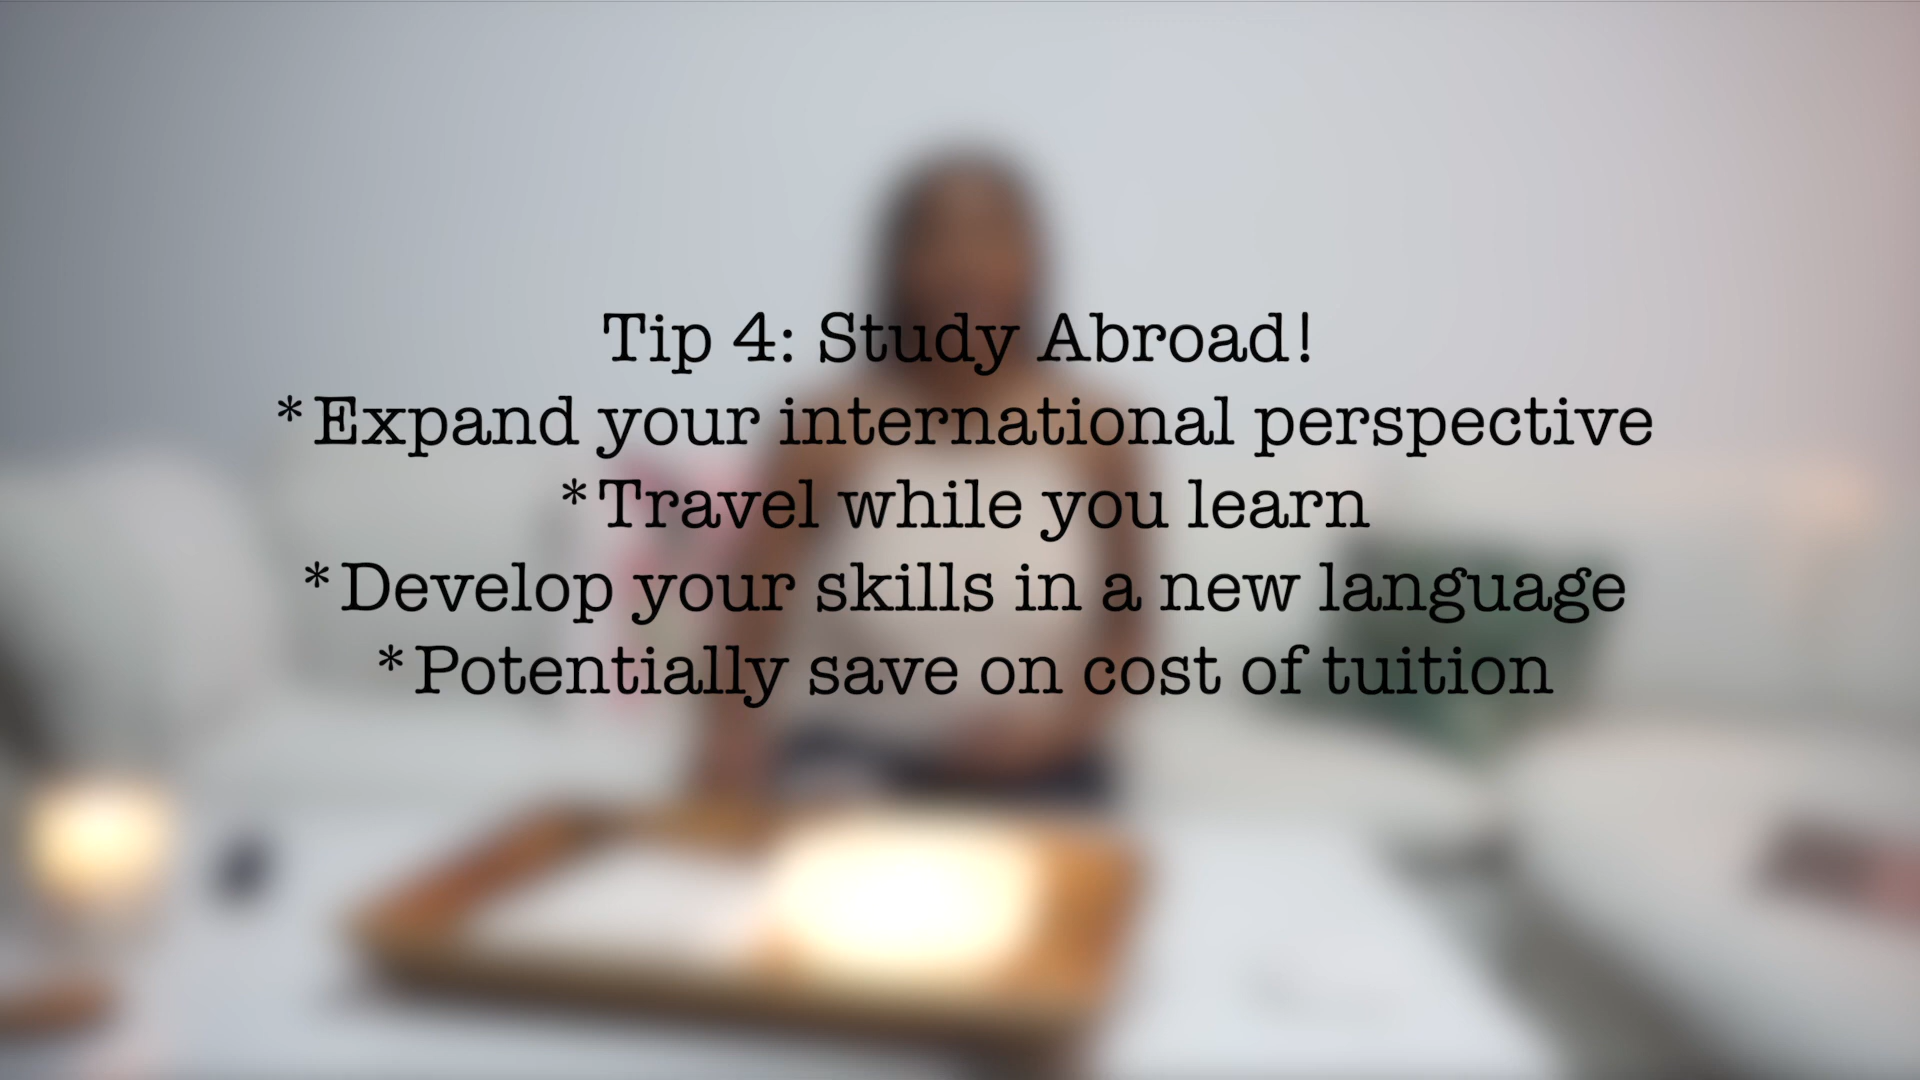 Tip 4: Study Abroad!
*Expand your international perspective
*Travel while you learn
*Develop your skills in a new language
*Potentially save on cost of tuition